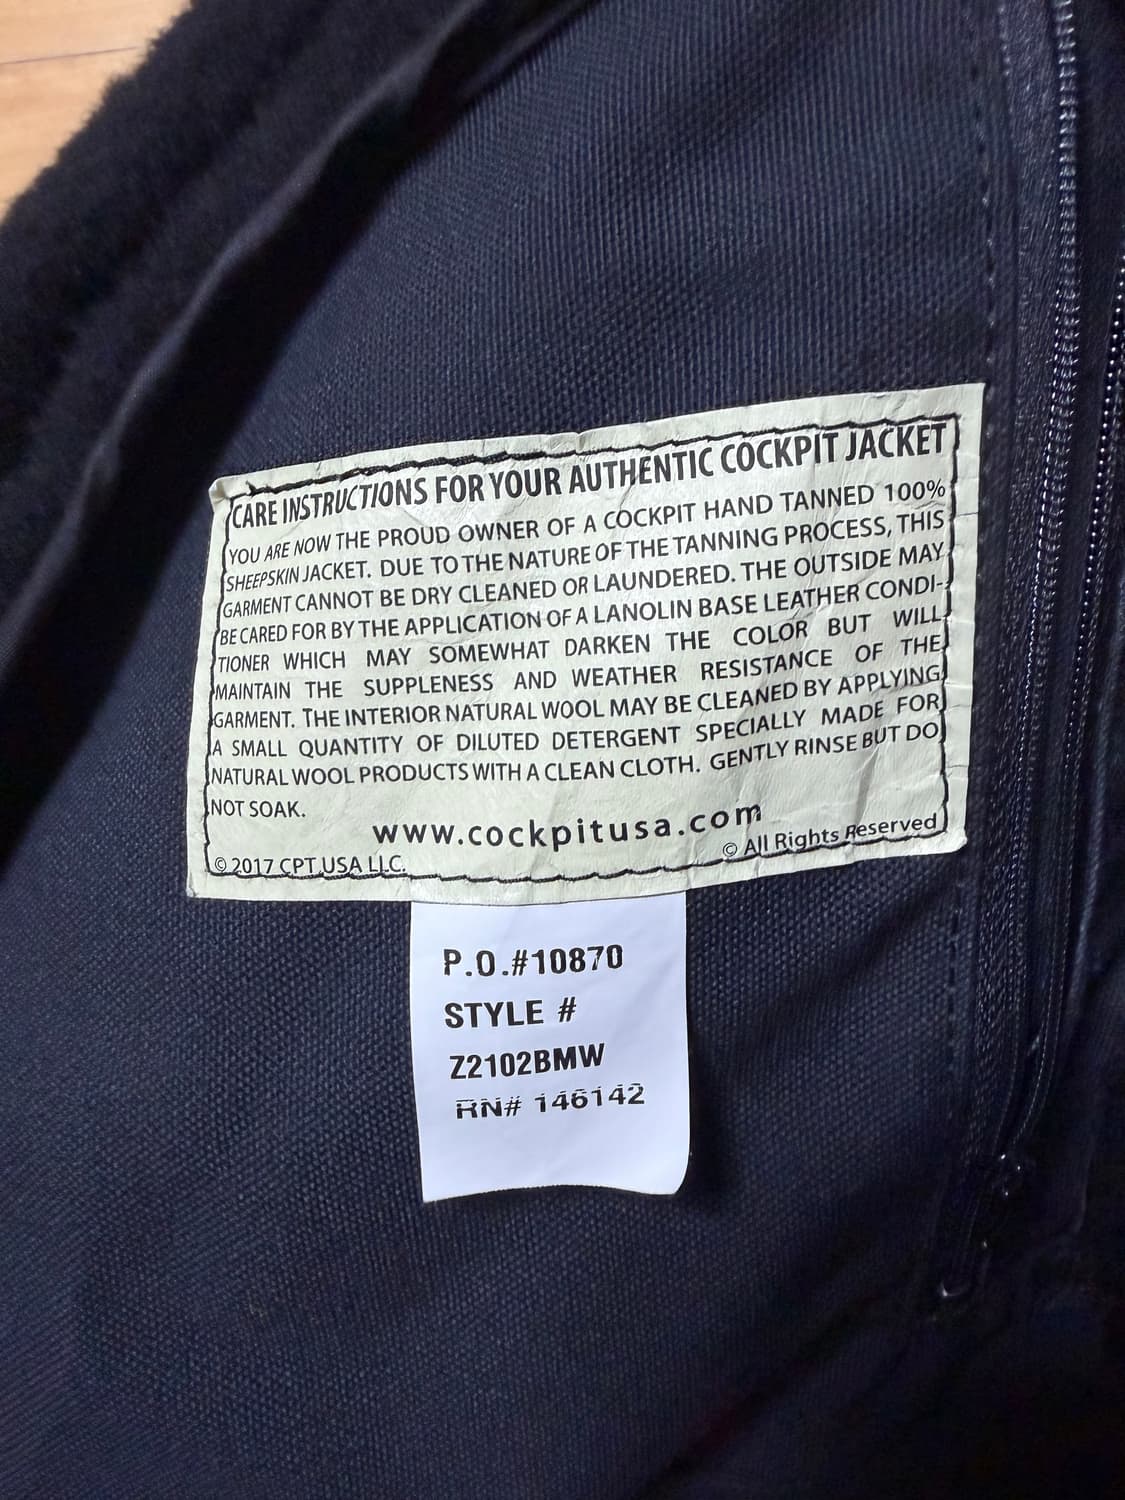 CARE INSTRUCTIONS FOR YOUR AUTHENTIC COCKPIT JACKET
YOU ARE NOW THE PROUD OWNER OF A COCKPIT HAND TANNED 100%
SHEEPSKIN JACKET. DUE TO THE NATURE OF THE TANNING PROCESS, THIS
GARMENT CANNOT BE DRY CLEANED OR LAUNDERED. THE OUTSIDE MAY
BE CARED FOR BY THE APPLICATION OF A LANOLIN BASE LEATHER CONDI-
TIONER WHICH MAY SOMEWHAT DARKEN THE COLOR BUT WILL
MAINTAIN THE SUPPLENESS AND WEATHER RESISTANCE OF THE
GARMENT. THE INTERIOR NATURAL WOOL MAY BE CLEANED BY APPLYING
A SMALL QUANTITY OF DILUTED DETERGENT SPECIALLY MADE FOR
NATURAL WOOL PRODUCTS WITH A CLEAN CLOTH. GENTLY RINSE BUT DO
NOT SOAK.
www.cockpitusa.com
© 2017 CPT.USA LLC. © All Rights Reserved
P.O.#10870
STYLE #
Z2102BMW
RN# 146142